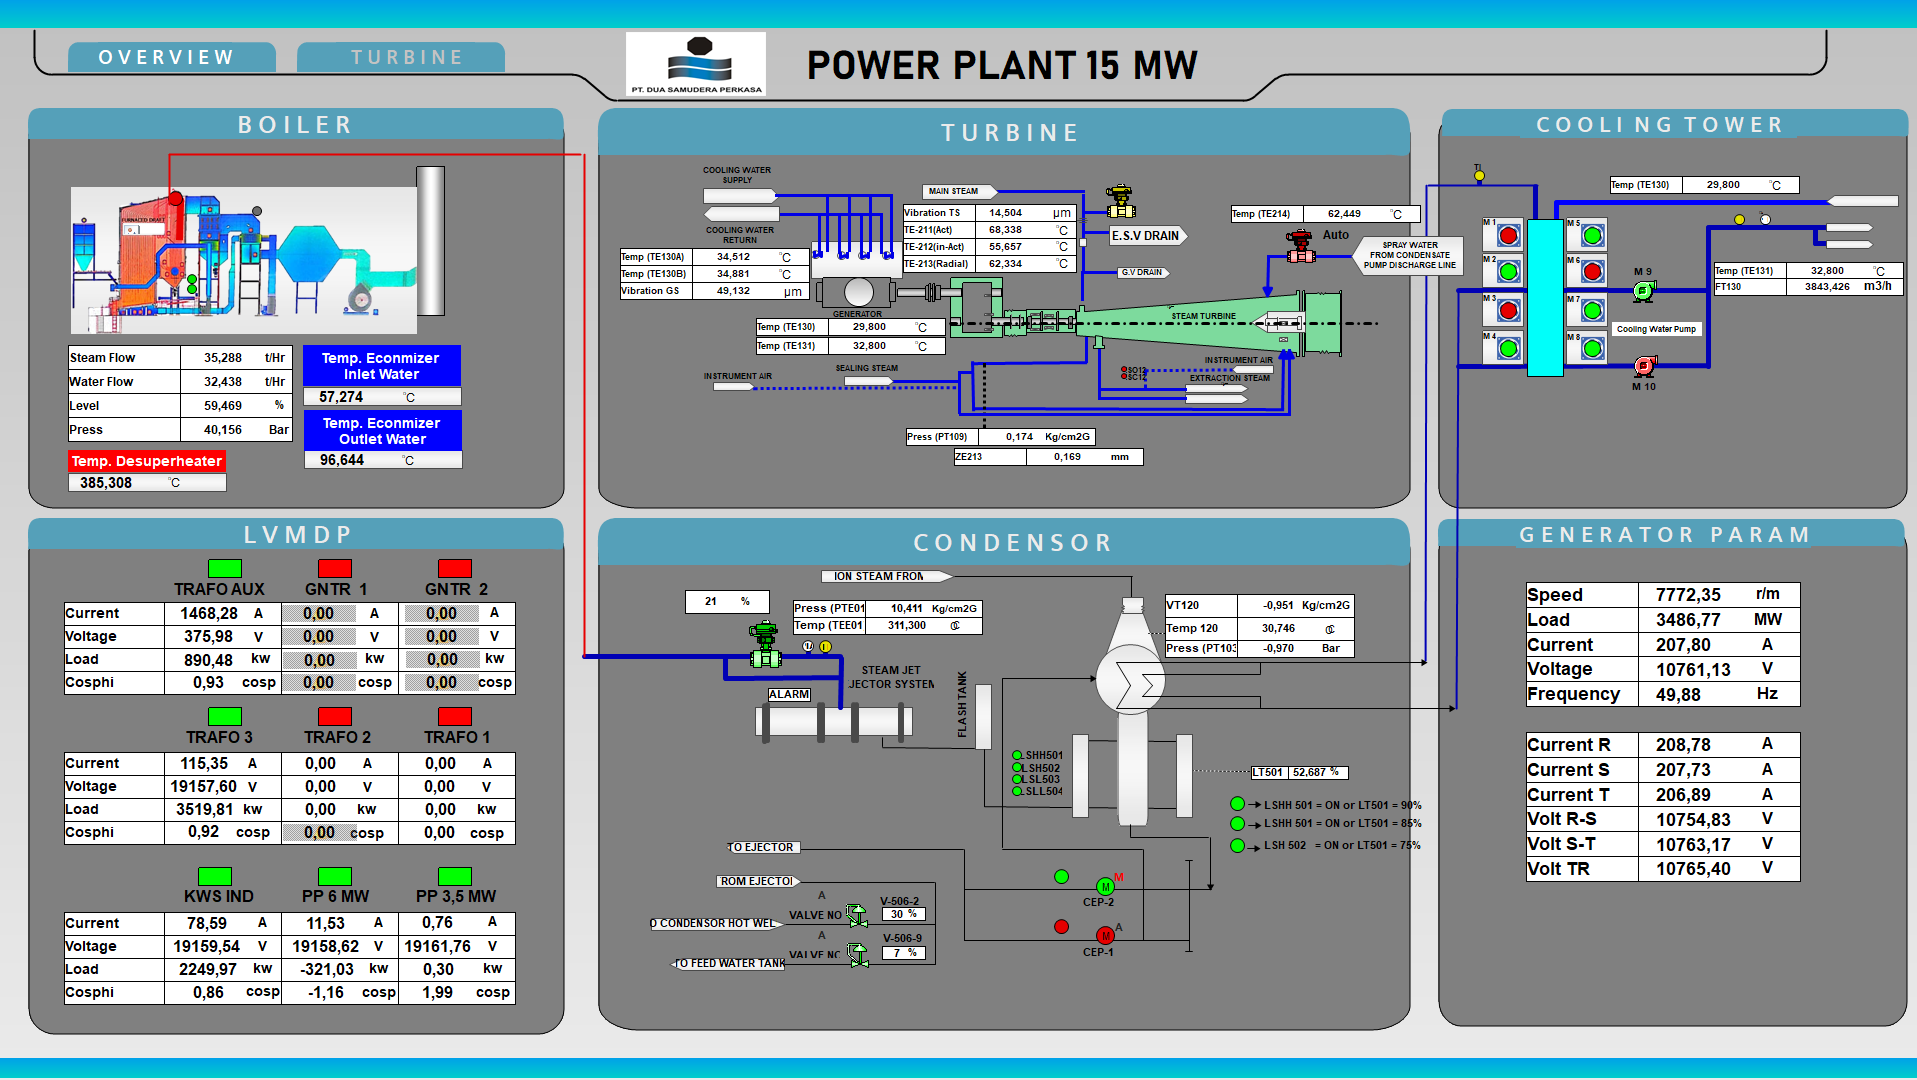 OVERVIEW
TURBINE
PT. DUA SAMUDERA PERKASA
POWER PLANT 15 MW
BOILER
Steam Flow 35,288 t/Hr
Water Flow 32,438 t/Hr
Level 59,469 %
Press 40,156 Bar
Temp. Econmizer
Inlet Water
57,274 °C
Temp. Econmizer
Outlet Water
96,644 °C
Temp. Desuperheater
385,308 °C
TURBINE
COOLING WATER
SUPPLY
COOLING WATER
RETURN
MAIN STEAM
Vibration TS 14,504 µm
TE-211(Act) 68,338 °C
TE-212(in-Act) 55,657 °C
TE-213(Radial) 62,334 °C
E.S.V DRAIN
G.V DRAIN
Temp (TE130A) 34,512 °C
Temp (TE130B) 34,881 °C
Vibration GS 49,132 µm
GENERATOR
Temp (TE130) 29,800 °C
Temp (TE131) 32,800 °C
Temp (TE214) 62,449 °C
Auto
SPRAY WATER
FROM CONDENSATE
PUMP DISCHARGE LINE
STEAM TURBINE
INSTRUMENT AIR
SEALING STEAM
INSTRUMENT AIR
EXTRACTION STEAM
Press (PT109) 0,174 Kg/cm2G
ZE213 0,169 mm
COOLING TOWER
TI
Temp (TE130) 29,800 °C
M 1
M 2
M 3
M 4
M 5
M 6
M 7
M 8
M 9
Temp (TE131) 32,800 °C
FT130 3843,426 m3/h
Cooling Water Pump
M 10
LVMDP
TRAFO AUX GNTR 1 GNTR 2
Current 1468,28 A 0,00 A 0,00 A
Voltage 375,98 V 0,00 V 0,00 V
Load 890,48 kw 0,00 kw 0,00 kw
Cosphi 0,93 cosp 0,00 cosp 0,00 cosp
TRAFO 3 TRAFO 2 TRAFO 1
Current 115,35 A 0,00 A 0,00 A
Voltage 19157,60 V 0,00 V 0,00 V
Load 3519,81 kw 0,00 kw 0,00 kw
Cosphi 0,92 cosp 0,00 cosp 0,00 cosp
KWS IND PP 6 MW PP 3,5 MW
Current 78,59 A 11,53 A 0,76 A
Voltage 19159,54 V 19158,62 V 19161,76 V
Load 2249,97 kw -321,03 kw 0,30 kw
Cosphi 0,86 cosp -1,16 cosp 1,99 cosp
CONDENSOR
ION STEAM FRON
21 %
Press (PTE01 10,411 Kg/cm2G
Temp (TEE01 311,300 °C
VT120 -0,951 Kg/cm2G
Temp 120 30,746 °C
Press (PT103 -0,970 Bar
STEAM JET
JECTOR SYSTEM
ALARM
FLASH TANK
LSHH501
LSH502
LSL503
LSLL504
LT501 52,687 %
LSHH 501 = ON or LT501 = 90%
LSHH 501 = ON or LT501 = 85%
LSH 502 = ON or LT501 = 75%
TO EJECTOR
ROM EJECTOI
A
VALVE NO
V-506-2
30 %
O CONDENSOR HOT WEL
A
VALVE NC
V-506-9
7 %
TO FEED WATER TANK
M
M
CEP-2
M
A
CEP-1
GENERATOR PARAM
Speed 7772,35 r/m
Load 3486,77 MW
Current 207,80 A
Voltage 10761,13 V
Frequency 49,88 Hz
Current R 208,78 A
Current S 207,73 A
Current T 206,89 A
Volt R-S 10754,83 V
Volt S-T 10763,17 V
Volt TR 10765,40 V